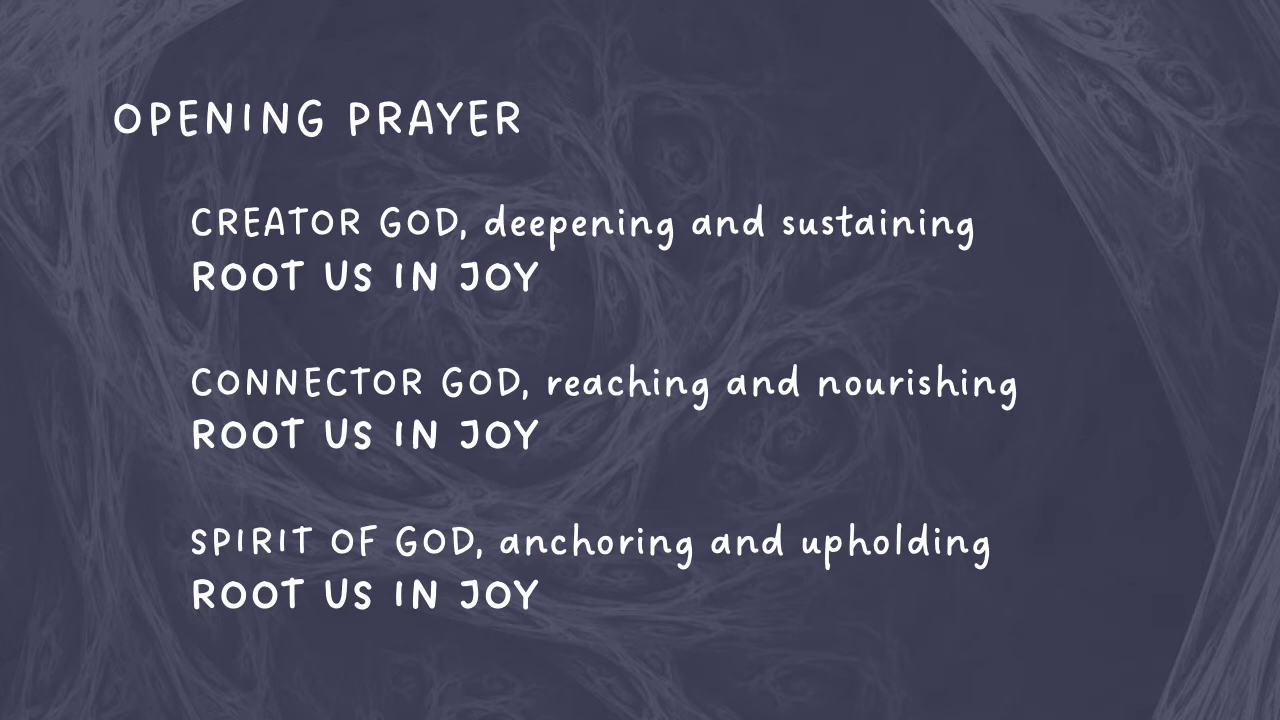 OPENING PRAYER
CREATOR GOD, deepening and sustaining
ROOT US IN JOY
CONNECTOR GOD, reaching and nourishing
ROOT US IN JOY
SPIRIT OF GOD, anchoring and upholding
ROOT US IN JOY